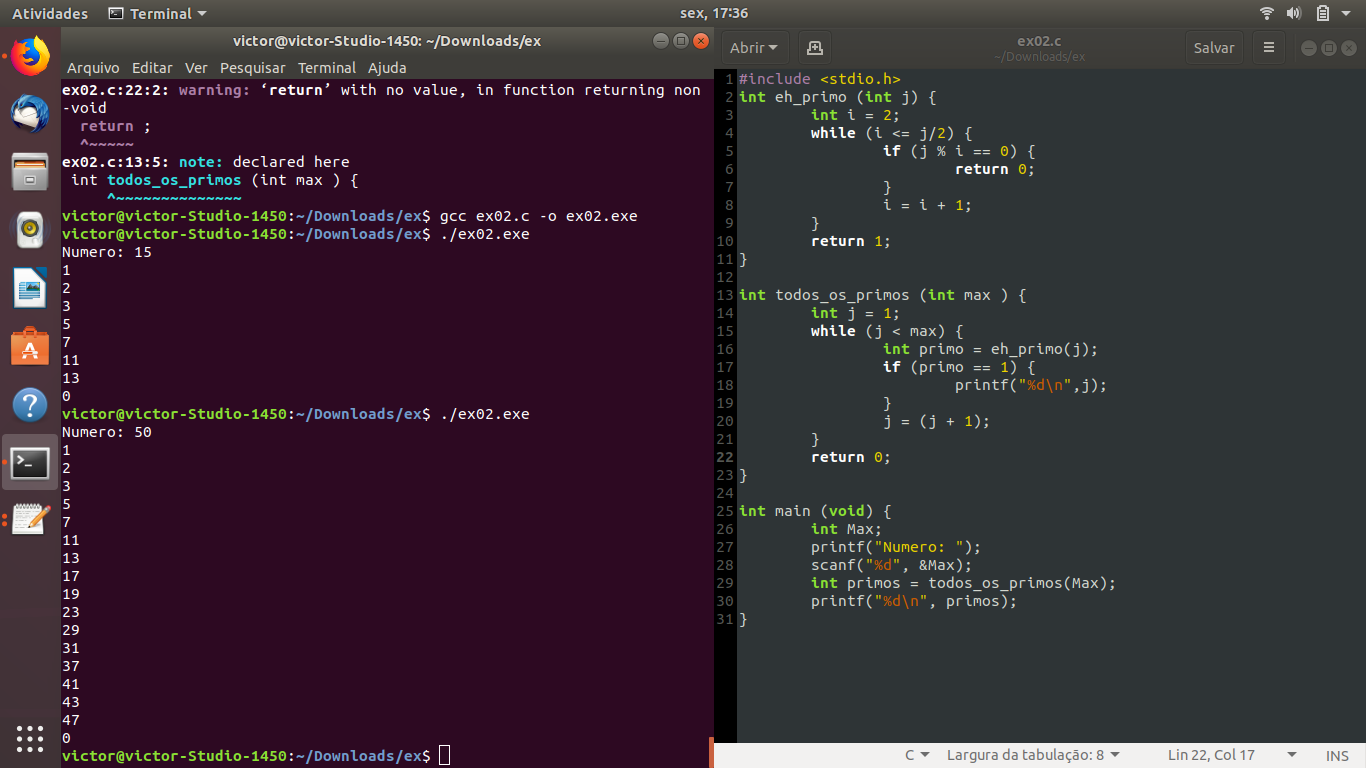 Atividades Terminal sex, 17:36
victor@victor-Studio-1450: ~/Downloads/ex
Arquivo Editar Ver Pesquisar Terminal Ajuda
ex02.c:22:2: warning: ‘return’ with no value, in function returning non
-void
  return ;
  ^~~~~~
ex02.c:13:5: note: declared here
 int todos_os_primos (int max ) {
     ^~~~~~~~~~~~~~~
victor@victor-Studio-1450:~/Downloads/ex$ gcc ex02.c -o ex02.exe
victor@victor-Studio-1450:~/Downloads/ex$ ./ex02.exe
Numero: 15
1
2
3
5
7
11
13
0
victor@victor-Studio-1450:~/Downloads/ex$ ./ex02.exe
Numero: 50
1
2
3
5
7
11
13
17
19
23
29
31
37
41
43
47
0
victor@victor-Studio-1450:~/Downloads/ex$
Abrir ex02.c Salvar
~/Downloads/ex
1 #include <stdio.h>
2 int eh_primo (int j) {
3         int i = 2;
4         while (i <= j/2) {
5                 if (j % i == 0) {
6                         return 0;
7                 }
8                 i = i + 1;
9         }
10         return 1;
11 }
12
13 int todos_os_primos (int max ) {
14         int j = 1;
15         while (j < max) {
16                 int primo = eh_primo(j);
17                 if (primo == 1) {
18                         printf("%d\n",j);
19                 }
20                 j = (j + 1);
21         }
22         return 0;
23 }
24
25 int main (void) {
26         int Max;
27         printf("Numero: ");
28         scanf("%d", &Max);
29         int primos = todos_os_primos(Max);
30         printf("%d\n", primos);
31 }
C Largura da tabulação: 8 Lin 22, Col 17 INS